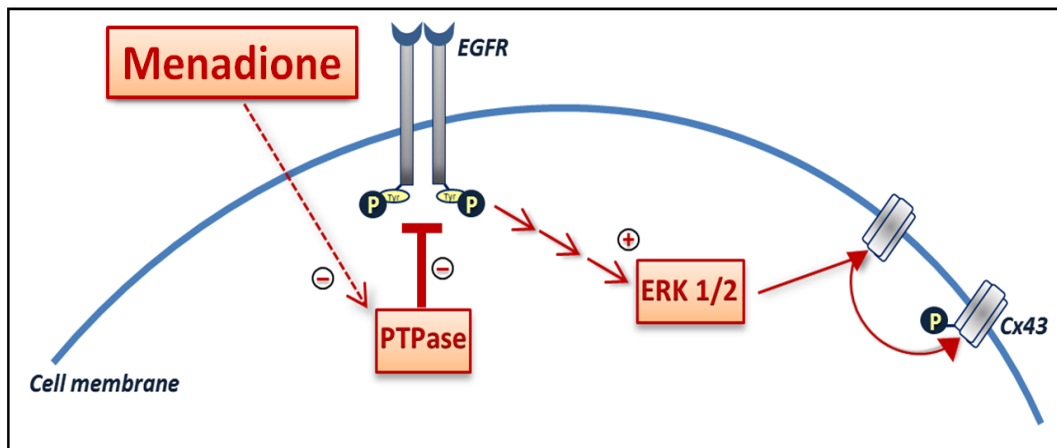 Menadione
EGFR
P
Tyr
Tyr
P
+
−
−
ERK 1/2
PTPase
P
Cx43
Cell membrane